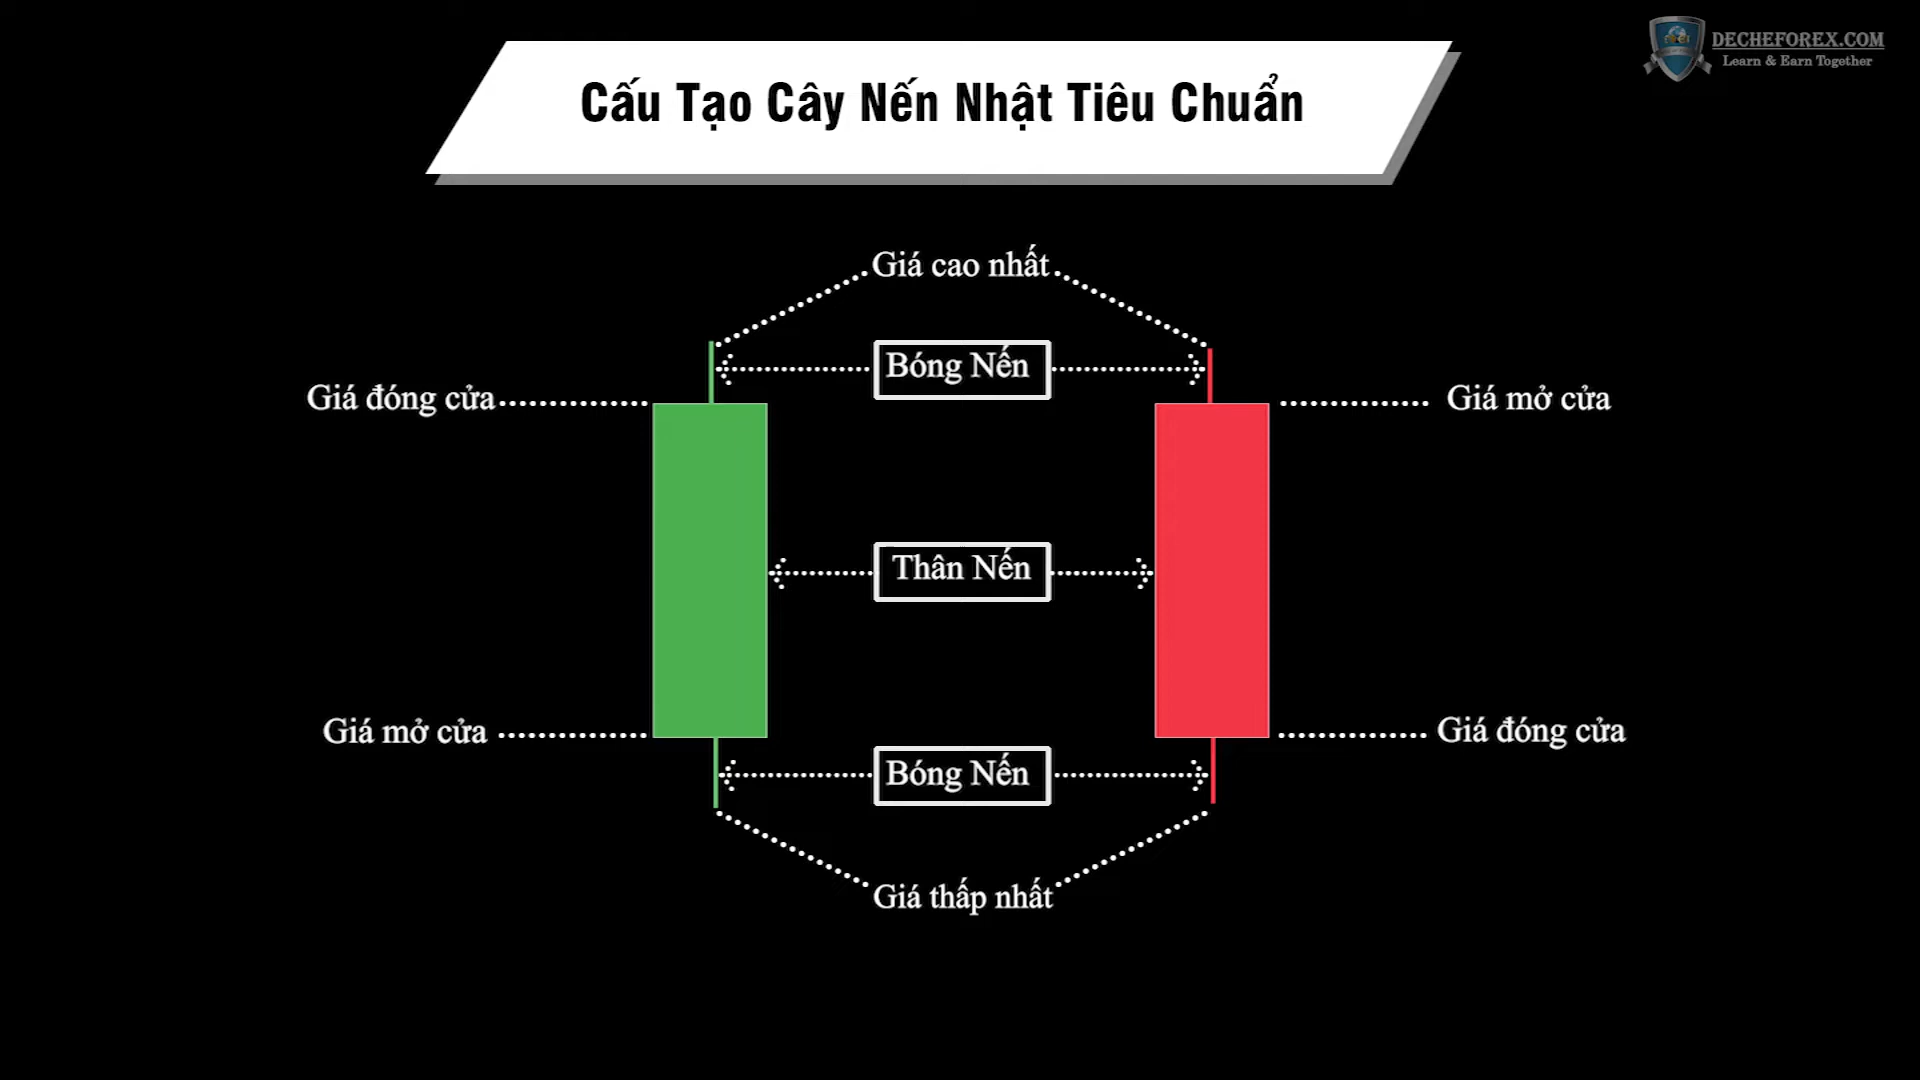 DECHEFOREX.COM
Learn & Earn Together
Cấu Tạo Cây Nến Nhật Tiêu Chuẩn
Giá cao nhất
Bóng Nến
Giá đóng cửa
Giá mở cửa
Thân Nến
Giá mở cửa
Giá đóng cửa
Bóng Nến
Giá thấp nhất